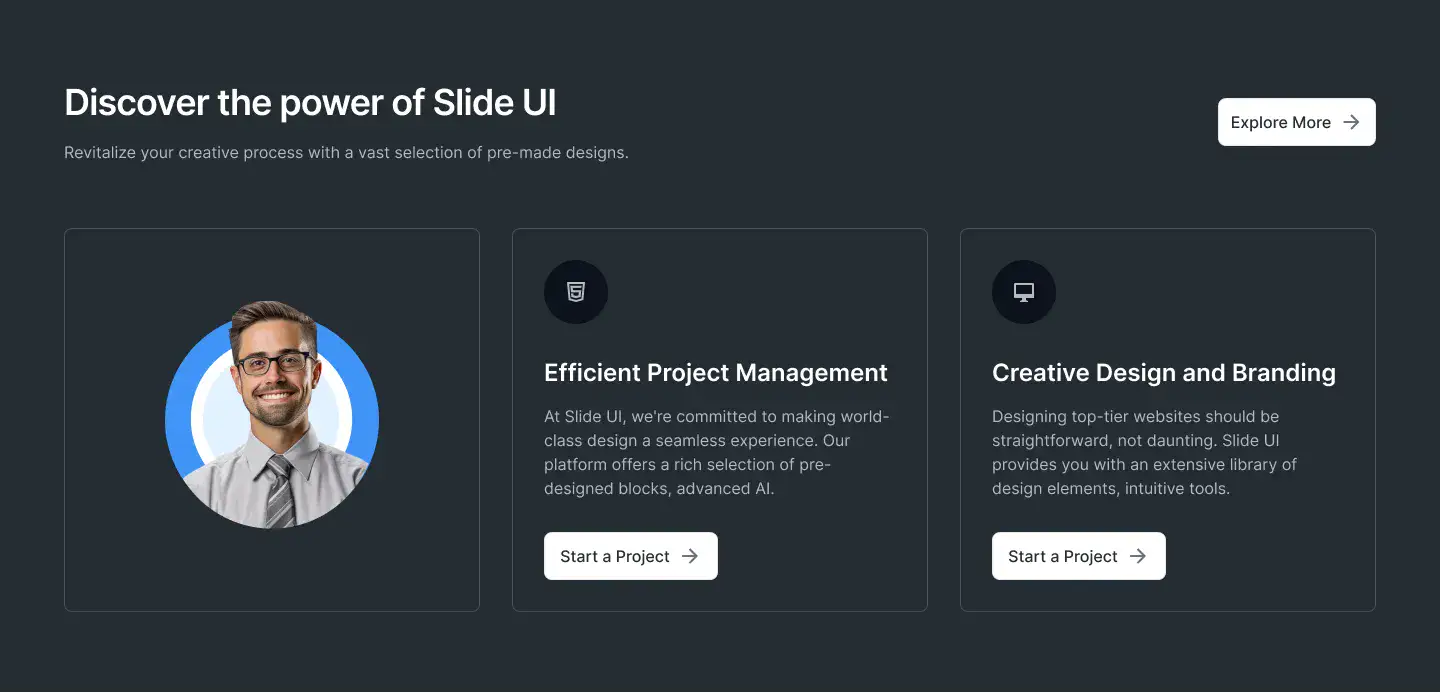 Discover the power of Slide UI
Revitalize your creative process with a vast selection of pre-made designs.
Explore More
Efficient Project Management
At Slide UI, we're committed to making world-
class design a seamless experience. Our
platform offers a rich selection of pre-
designed blocks, advanced AI.
Start a Project
Creative Design and Branding
Designing top-tier websites should be
straightforward, not daunting. Slide UI
provides you with an extensive library of
design elements, intuitive tools.
Start a Project